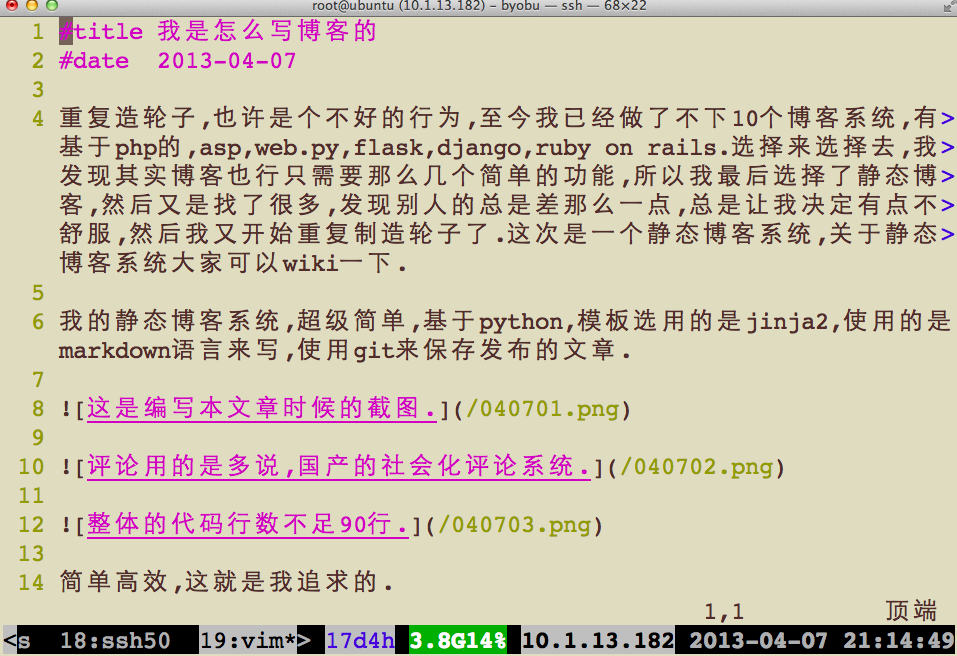 root@ubuntu (10.1.13.182) – byobu — ssh — 68×22
1 #title 我是怎么写博客的
2 #date  2013-04-07
3
4 重复造轮子,也许是个不好的行为,至今我已经做了不下10个博客系统,有>
基于php的,asp,web.py,flask,django,ruby on rails.选择来选择去,我>
发现其实博客也行只需要那么几个简单的功能,所以我最后选择了静态博>
客,然后又是找了很多,发现别人的总是差那么一点,总是让我决定有点不>
舒服,然后我又开始重复制造轮子了.这次是一个静态博客系统,关于静态>
博客系统大家可以wiki一下.
5
6 我的静态博客系统,超级简单,基于python,模板选用的是jinja2,使用的是
markdown语言来写,使用git来保存发布的文章.
7
8 ![这是编写本文章时候的截图.](/040701.png)
9
10 ![评论用的是多说,国产的社会化评论系统.](/040702.png)
11
12 ![整体的代码行数不足90行.](/040703.png)
13
14 简单高效,这就是我追求的.
1,1 顶端
<s  18:ssh50  19:vim*> 17d4h 3.8G14% 10.1.13.182 2013-04-07 21:14:49